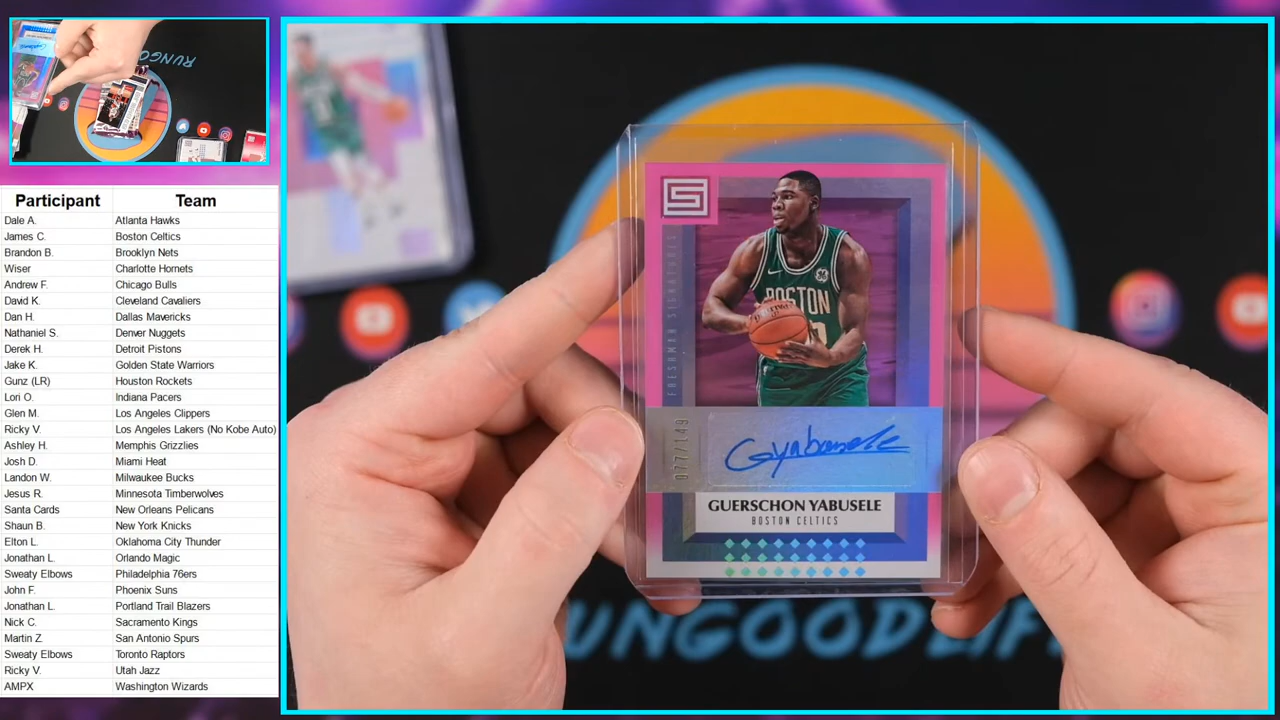 RUNGOOD
Participant Team
Dale A. Atlanta Hawks
James C. Boston Celtics
Brandon B. Brooklyn Nets
Wiser Charlotte Hornets
Andrew F. Chicago Bulls
David K. Cleveland Cavaliers
Dan H. Dallas Mavericks
Nathaniel S. Denver Nuggets
Derek H. Detroit Pistons
Jake K. Golden State Warriors
Gunz (LR) Houston Rockets
Lori O. Indiana Pacers
Glen M. Los Angeles Clippers
Ricky V. Los Angeles Lakers (No Kobe Auto)
Ashley H. Memphis Grizzlies
Josh D. Miami Heat
Landon W. Milwaukee Bucks
Jesus R. Minnesota Timberwolves
Santa Cards New Orleans Pelicans
Shaun B. New York Knicks
Elton L. Oklahoma City Thunder
Jonathan L. Orlando Magic
Sweaty Elbows Philadelphia 76ers
John F. Phoenix Suns
Jonathan L. Portland Trail Blazers
Nick C. Sacramento Kings
Martin Z. San Antonio Spurs
Sweaty Elbows Toronto Raptors
Ricky V. Utah Jazz
AMPX Washington Wizards
FRESHMAN SIGNATURES
BOSTON
077/149
Gyabusele
GUERSCHON YABUSELE
BOSTON CELTICS
RUNGOODLIF